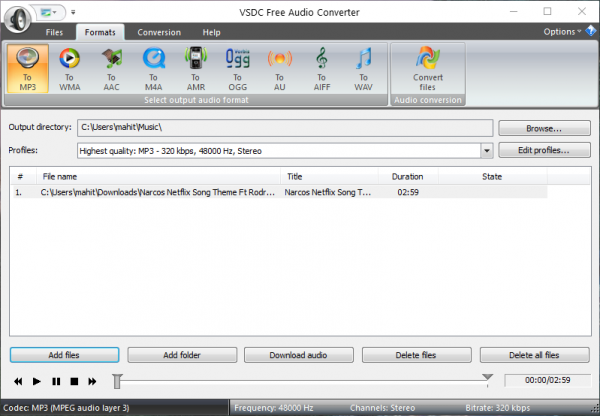 VSDC Free Audio Converter
Files Formats Conversion Help Options
To MP3 To WMA To AAC To M4A To AMR Vorbis Ogg To OGG To AU To AIFF To WAV Convert files
Select output audio format Audio conversion
Output directory: C:\Users\mahit\Music\ Browse...
Profiles: Highest quality: MP3 - 320 kbps, 48000 Hz, Stereo Edit profiles...
# File name Title Duration State
1. C:\Users\mahit\Downloads\Narcos Netflix Song Theme Ft Rodr... Narcos Netflix Song T... 02:59
Add files Add folder Download audio Delete files Delete all files
00:00/02:59
Codec: MP3 (MPEG audio layer 3) Frequency: 48000 Hz Channels: Stereo Bitrate: 320 kbps